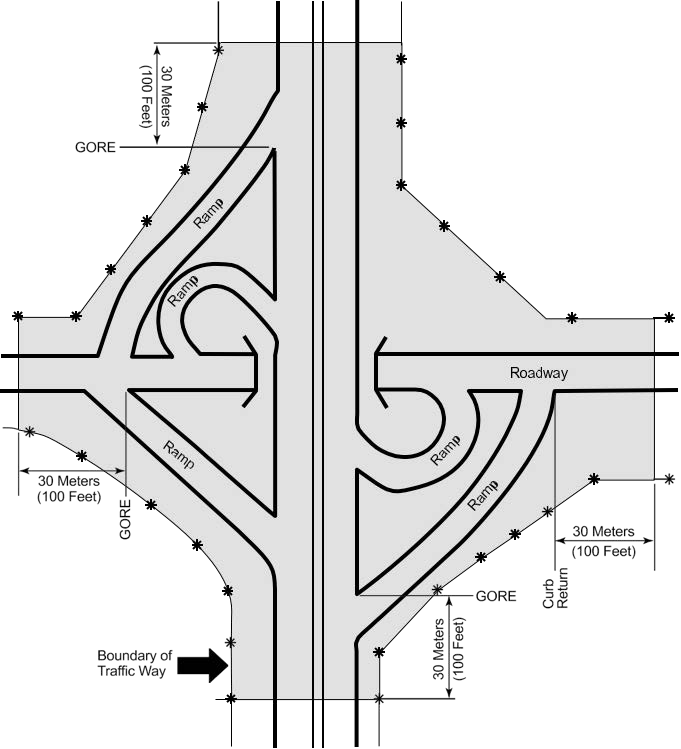 30 Meters
(100 Feet)
GORE
Ramp
Ramp
Roadway
Ramp
Ramp
Ramp
30 Meters
(100 Feet)
GORE
30 Meters
(100 Feet)
Curb
Return
GORE
30 Meters
(100 Feet)
Boundary of
Traffic Way